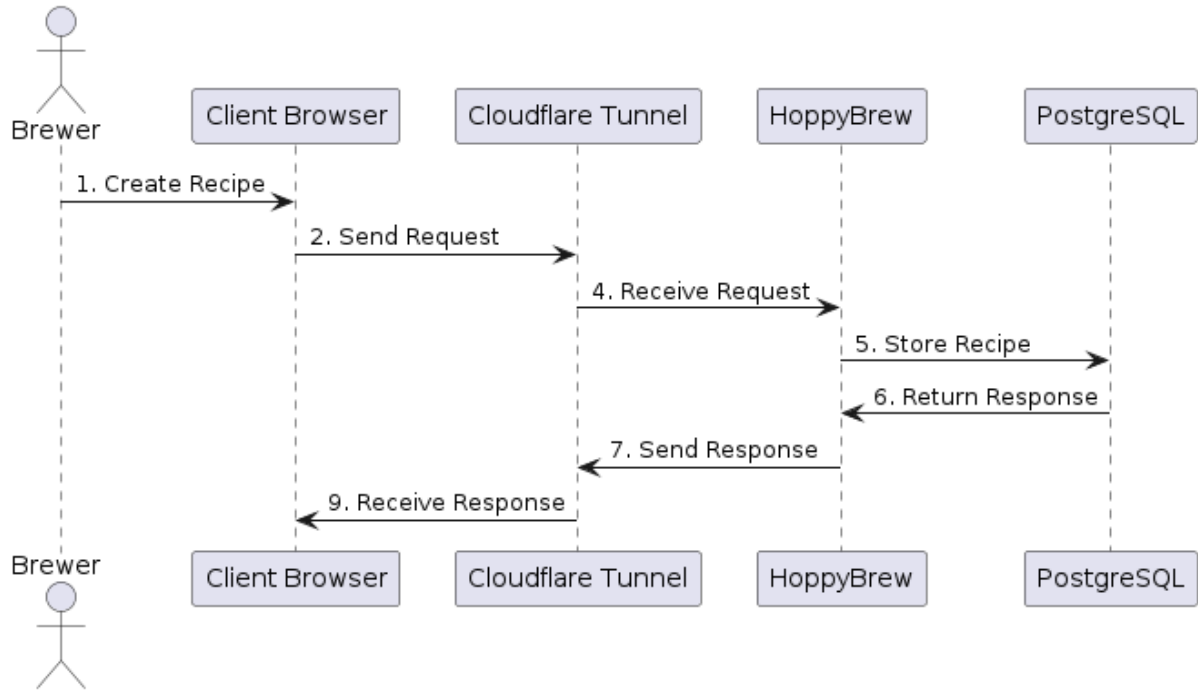 Brewer
Client Browser
Cloudflare Tunnel
HoppyBrew
PostgreSQL
1. Create Recipe
2. Send Request
4. Receive Request
5. Store Recipe
6. Return Response
7. Send Response
9. Receive Response
Brewer
Client Browser
Cloudflare Tunnel
HoppyBrew
PostgreSQL